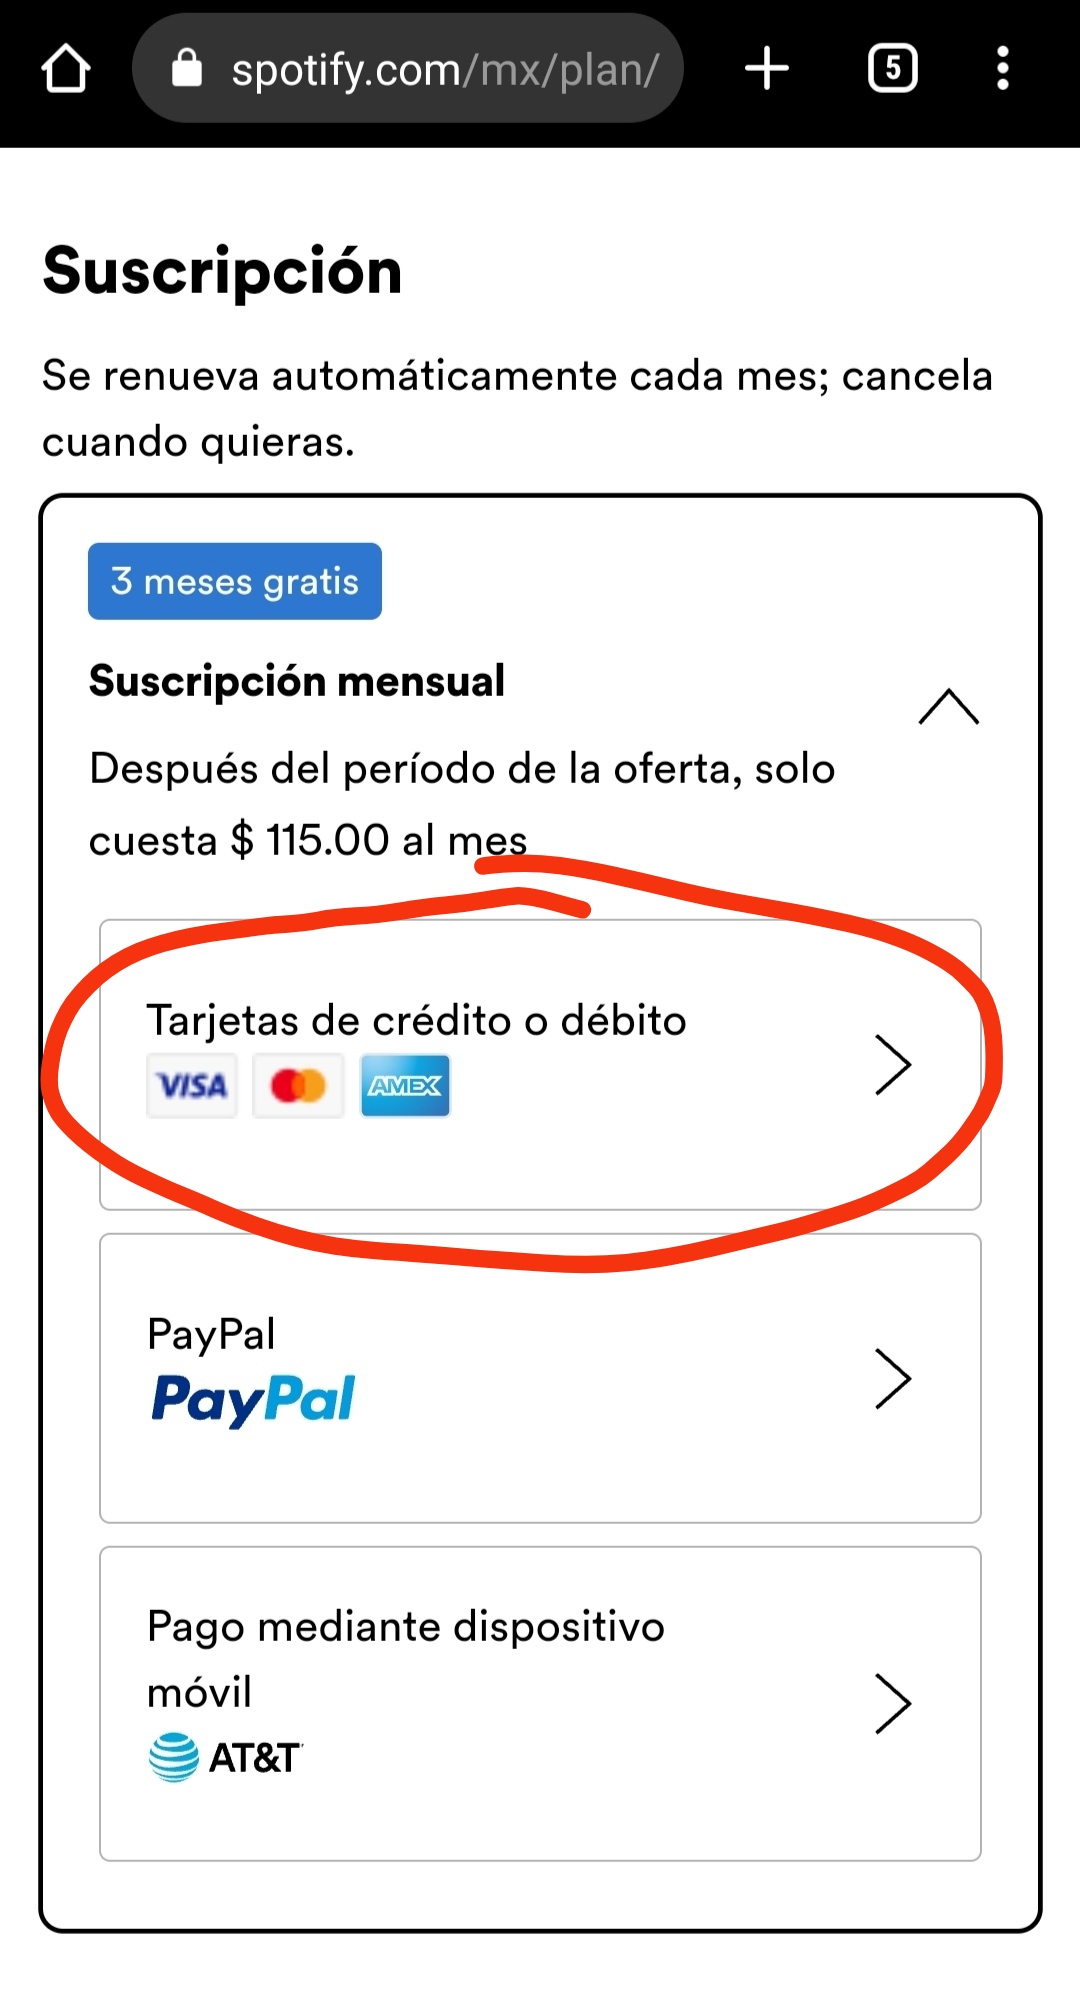 spotify.com/mx/plan/
5
Suscripción
Se renueva automáticamente cada mes; cancela
cuando quieras.
3 meses gratis
Suscripción mensual
Después del período de la oferta, solo
cuesta $ 115.00 al mes
Tarjetas de crédito o débito
VISA
AMEX
PayPal
PayPal
Pago mediante dispositivo
móvil
AT&T